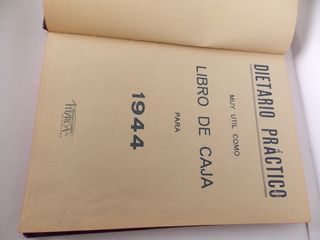 DIETARIO PRÁCTICO
MUY UTIL COMO
LIBRO DE CAJA
PARA
1944